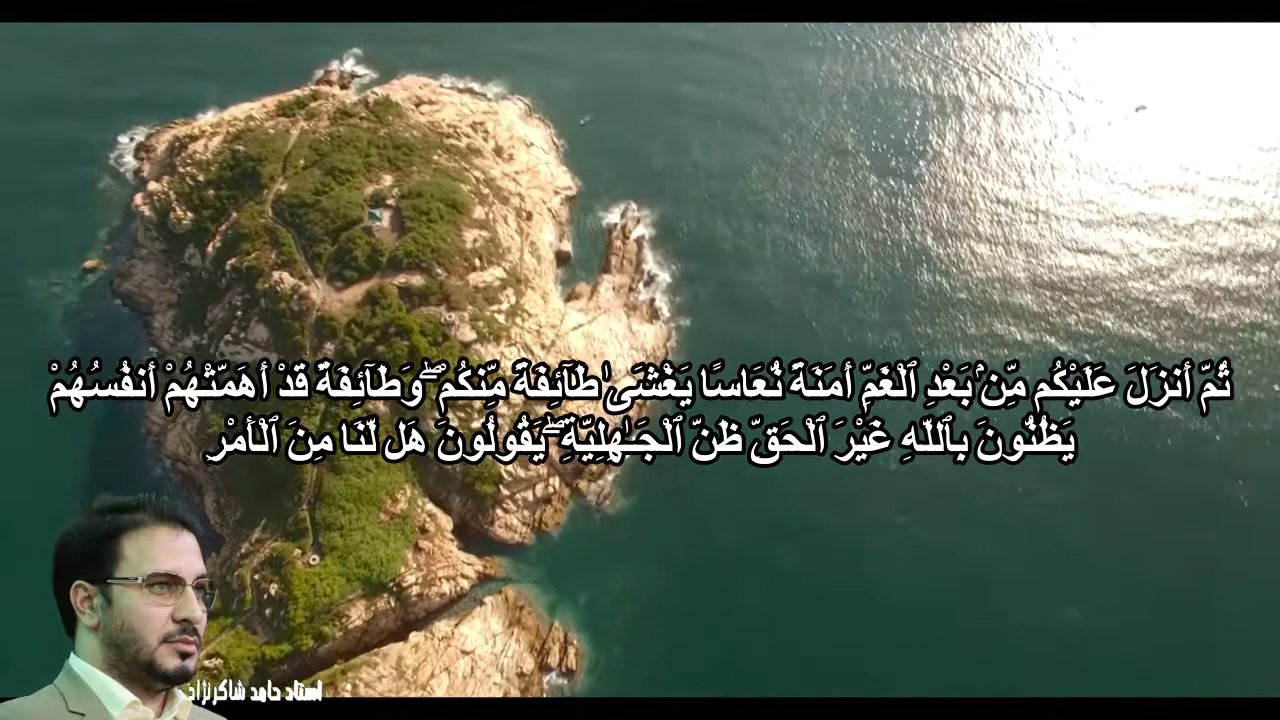 ثُمَّ أَنزَلَ عَلَيْكُم مِّنۢ بَعْدِ ٱلْغَمِّ أَمَنَةً نُّعَاسًا يَغْشَىٰ طَآئِفَةً مِّنكُمْ ۖ وَطَآئِفَةٌ قَدْ أَهَمَّتْهُمْ أَنفُسُهُمْ
يَظُنُّونَ بِٱللَّهِ غَيْرَ ٱلْحَقِّ ظَنَّ ٱلْجَـٰهِلِيَّةِ ۖ يَقُولُونَ هَل لَّنَا مِنَ ٱلْأَمْرِ
استاد حامد شاکرنژاد